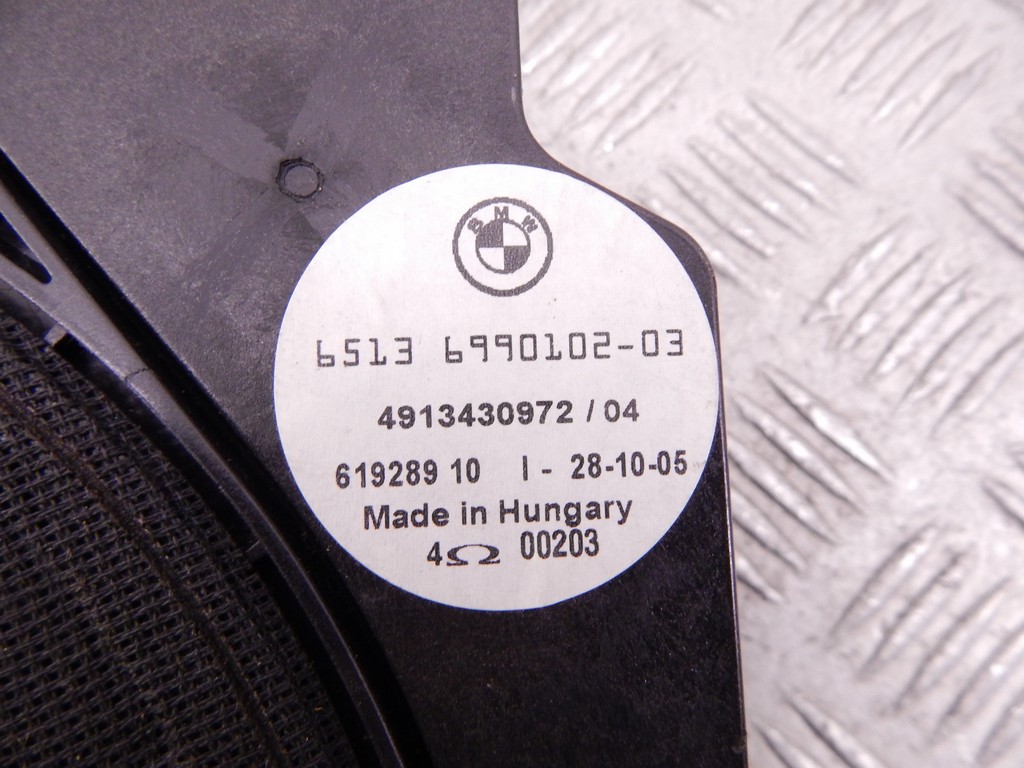 BMW
6513 6990102-03
4913430972 / 04
619289 10 I - 28-10-05
Made in Hungary
4Ω 00203